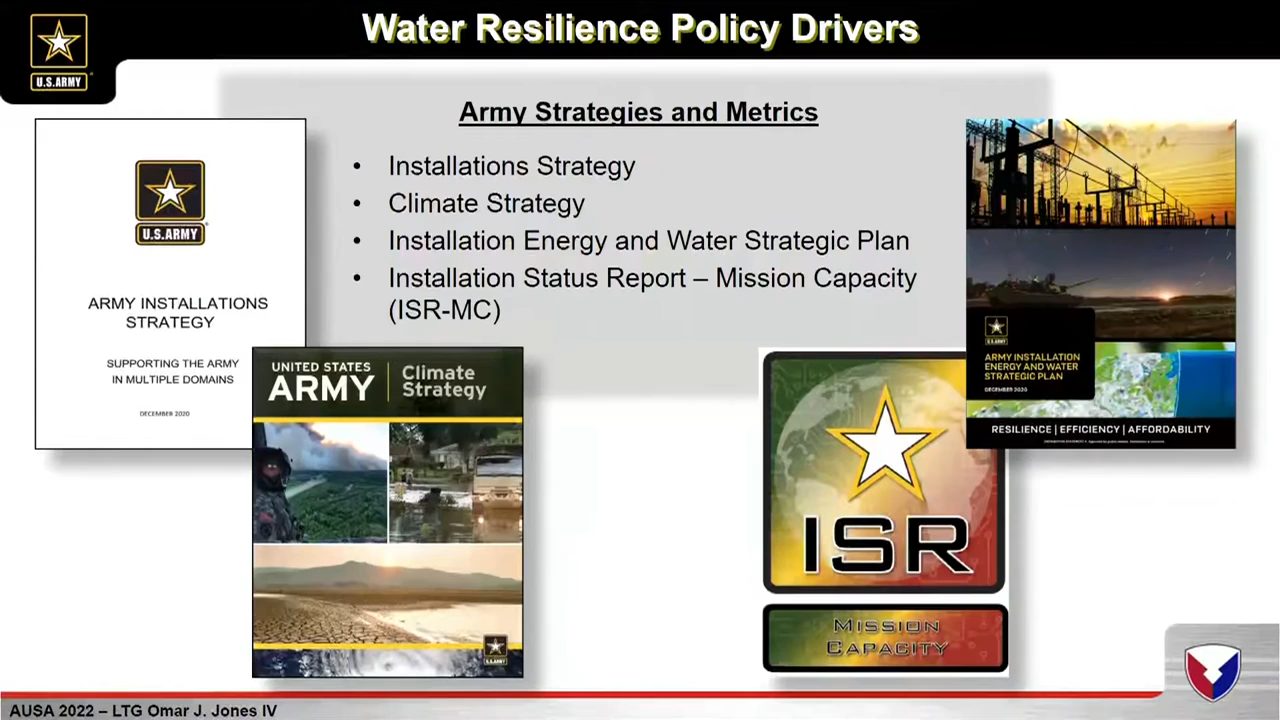 Water Resilience Policy Drivers
U.S.ARMY
Army Strategies and Metrics
• Installations Strategy
• Climate Strategy
• Installation Energy and Water Strategic Plan
• Installation Status Report – Mission Capacity
(ISR-MC)
U.S.ARMY
ARMY INSTALLATIONS
STRATEGY
SUPPORTING THE ARMY
IN MULTIPLE DOMAINS
DECEMBER 2020
UNITED STATES
ARMY
Climate
Strategy
U.S.ARMY
ISR
MISSION
CAPACITY
U.S.ARMY
ARMY INSTALLATION
ENERGY AND WATER
STRATEGIC PLAN
DECEMBER 2020
RESILIENCE | EFFICIENCY | AFFORDABILITY
AUSA 2022 – LTG Omar J. Jones IV